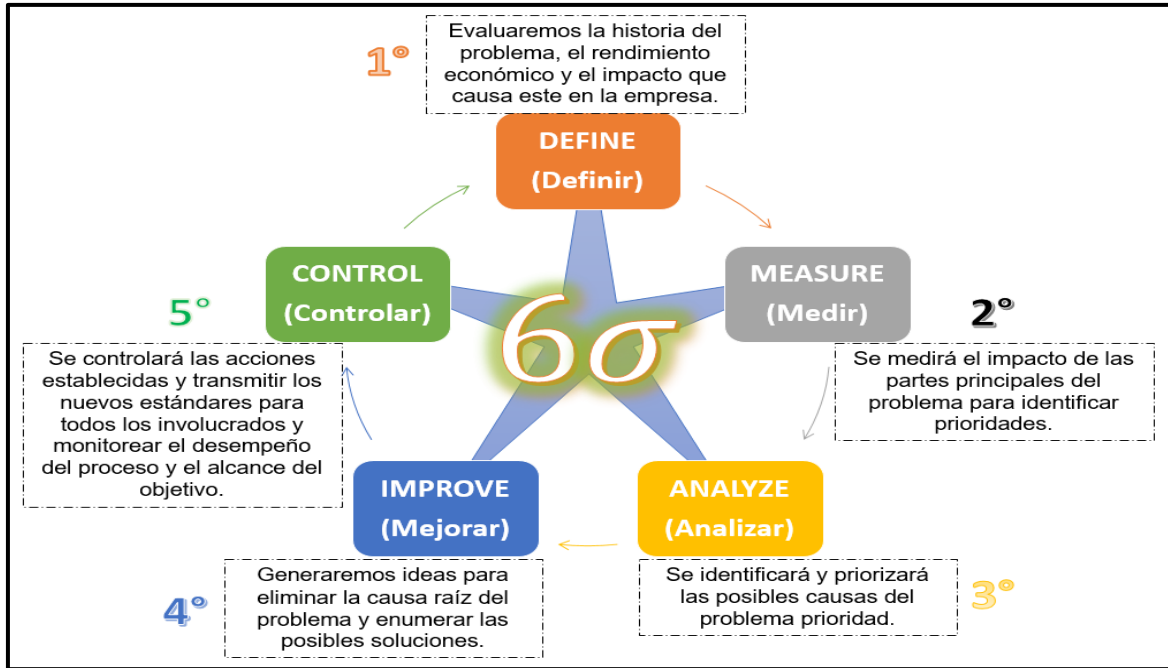 1°
Evaluaremos la historia del
problema, el rendimiento
económico y el impacto que
causa este en la empresa.
DEFINE
(Definir)
MEASURE
(Medir)
2°
Se medirá el impacto de las
partes principales del
problema para identificar
prioridades.
ANALYZE
(Analizar)
3°
Se identificará y priorizará
las posibles causas del
problema prioridad.
IMPROVE
(Mejorar)
4°
Generaremos ideas para
eliminar la causa raíz del
problema y enumerar las
posibles soluciones.
CONTROL
(Controlar)
5°
Se controlará las acciones
establecidas y transmitir los
nuevos estándares para
todos los involucrados y
monitorear el desempeño
del proceso y el alcance del
objetivo.
6σ